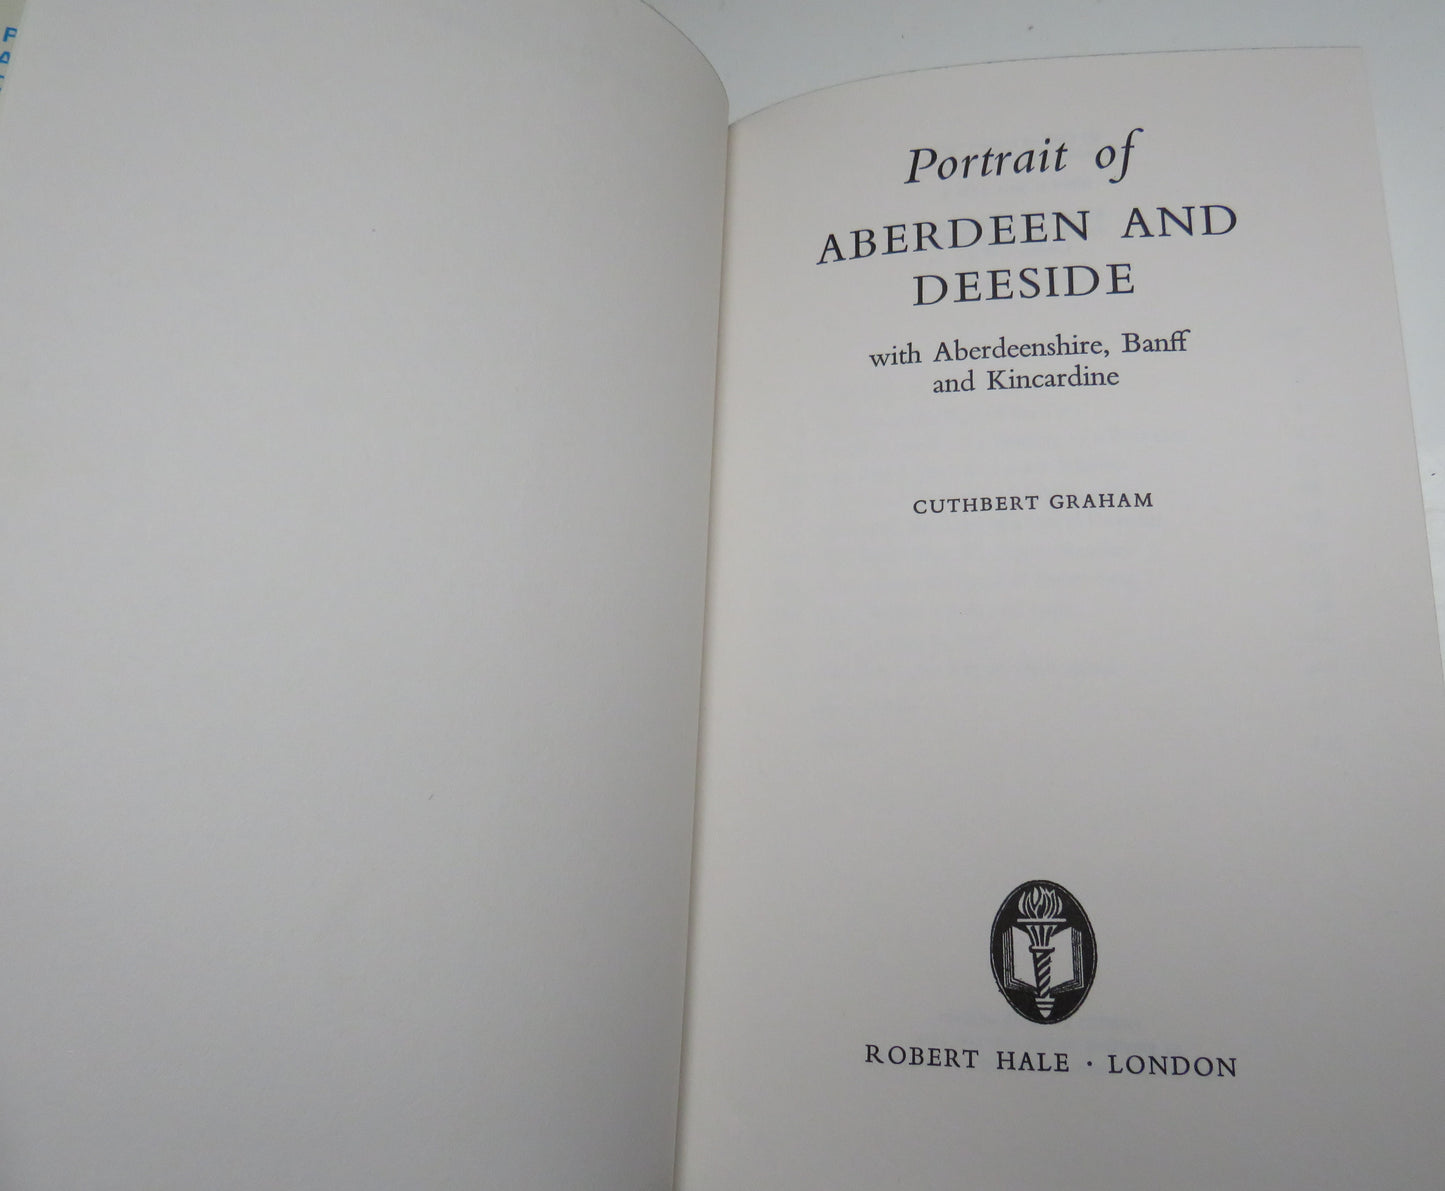 Portrait of
ABERDEEN AND
DEESIDE
with Aberdeenshire, Banff
and Kincardine
CUTHBERT GRAHAM
ROBERT HALE · LONDON